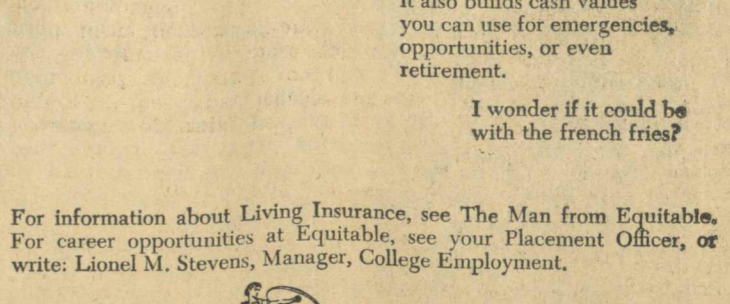 It also builds cash values
you can use for emergencies,
opportunities, or even
retirement.
I wonder if it could be
with the french fries?
For information about Living Insurance, see The Man from Equitable.
For career opportunities at Equitable, see your Placement Officer, or
write: Lionel M. Stevens, Manager, College Employment.